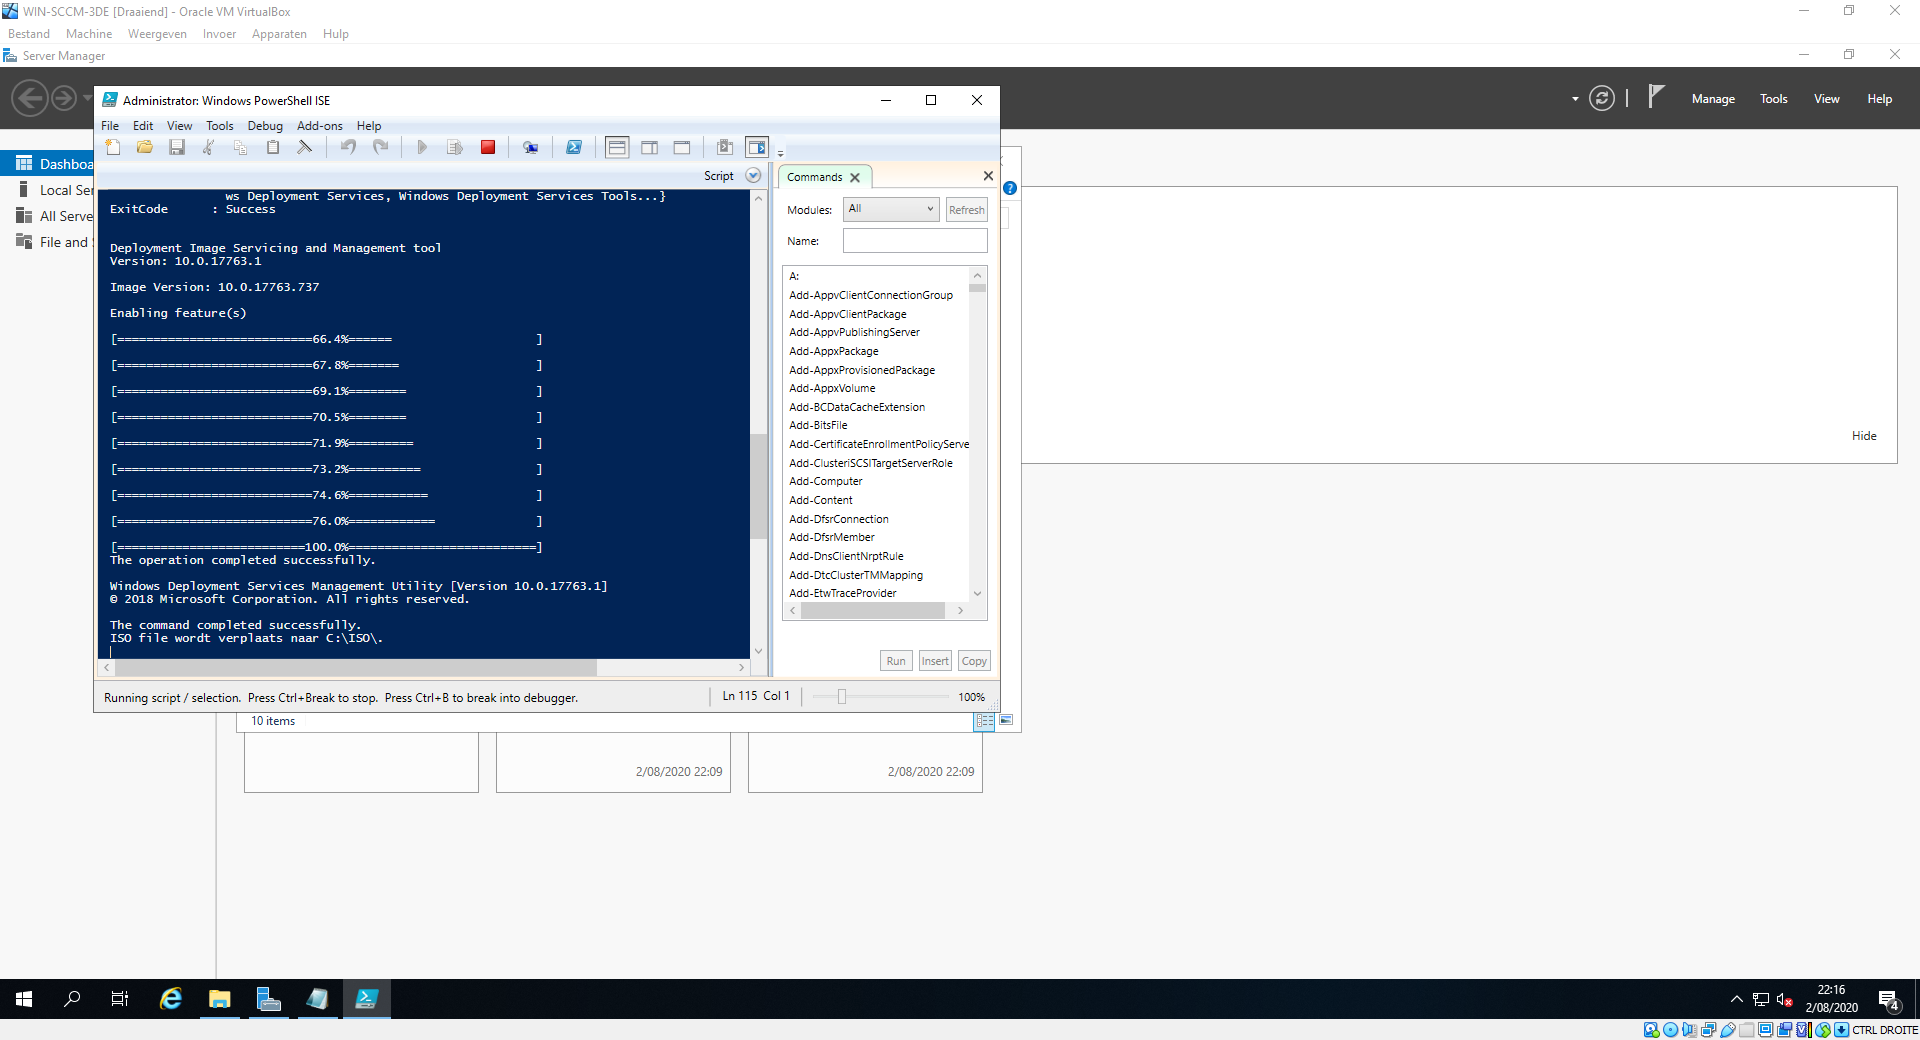 WIN-SCCM-3DE [Draaiend] - Oracle VM VirtualBox
Bestand Machine Weergeven Invoer Apparaten Hulp
Server Manager
Manage Tools View Help
Administrator: Windows PowerShell ISE
File Edit View Tools Debug Add-ons Help
Dashboa
Local Ser
All Serve
File and
Script
ws Deployment Services, Windows Deployment Services Tools...}
ExitCode : Success
Deployment Image Servicing and Management tool
Version: 10.0.17763.1
Image Version: 10.0.17763.737
Enabling feature(s)
[===========================66.4%====== ]
[===========================67.8%======= ]
[===========================69.1%======== ]
[===========================70.5%======== ]
[===========================71.9%========= ]
[===========================73.2%========== ]
[===========================74.6%=========== ]
[===========================76.0%============ ]
[==========================100.0%==========================]
The operation completed successfully.
Windows Deployment Services Management Utility [Version 10.0.17763.1]
© 2018 Microsoft Corporation. All rights reserved.
The command completed successfully.
ISO file wordt verplaats naar C:\ISO\.
Commands
Modules: All Refresh
Name:
A:
Add-AppvClientConnectionGroup
Add-AppvClientPackage
Add-AppvPublishingServer
Add-AppxPackage
Add-AppxProvisionedPackage
Add-AppxVolume
Add-BCDataCacheExtension
Add-BitsFile
Add-CertificateEnrollmentPolicyServe
Add-ClusteriSCSITargetServerRole
Add-Computer
Add-Content
Add-DfsrConnection
Add-DfsrMember
Add-DnsClientNrptRule
Add-DtcClusterTMMapping
Add-EtwTraceProvider
Run Insert Copy
Running script / selection. Press Ctrl+Break to stop. Press Ctrl+B to break into debugger.
Ln 115 Col 1
100%
Hide
10 items
2/08/2020 22:09
2/08/2020 22:09
22:16
2/08/2020
4
CTRL DROITE